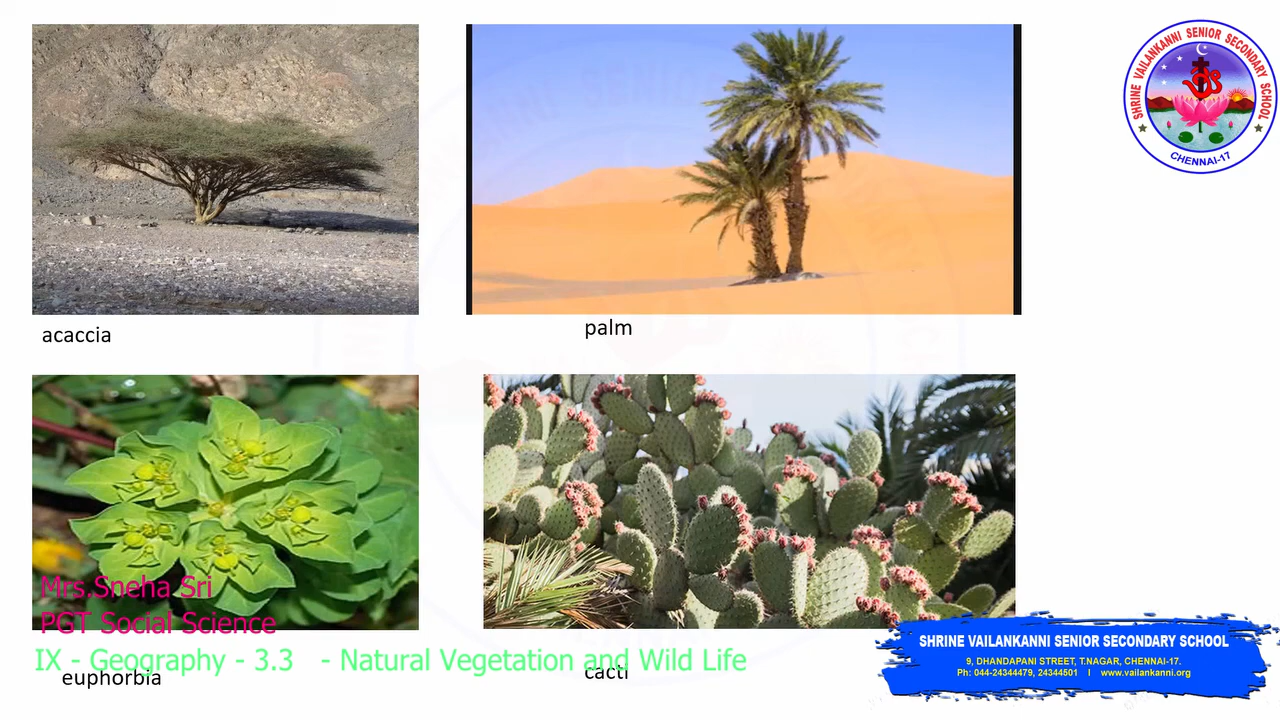 SHRINE VAILANKANNI SENIOR SECONDARY SCHOOL
CHENNAI-17
acaccia
palm
Mrs.Sneha Sri
PGT Social Science
IX - Geography - 3.3 - Natural Vegetation and Wild Life
euphorbia
cacti
SHRINE VAILANKANNI SENIOR SECONDARY SCHOOL
9, DHANDAPANI STREET, T.NAGAR, CHENNAI-17.
Ph: 044-24344479, 24344501 I www.vailankanni.org